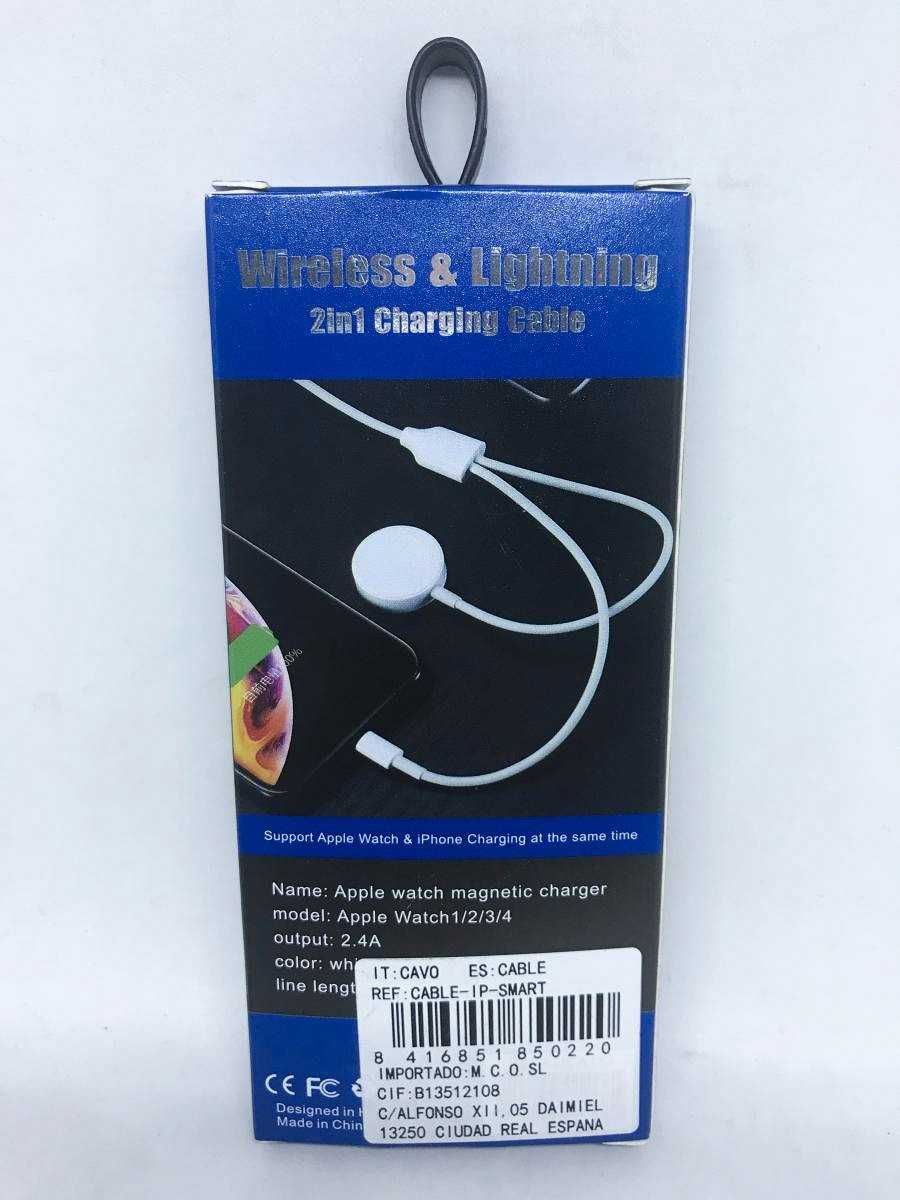 Wireless & Lightning
2in1 Charging Cable
Support Apple Watch & iPhone Charging at the same time
Name: Apple watch magnetic charger
model: Apple Watch1/2/3/4
output: 2.4A
color: whi
line lengt
IT:CAVO ES:CABLE
REF:CABLE-IP-SMART
8 416851 850220
IMPORTADO:M.C.O.SL
CIF:B13512108
C/ALFONSO XII,05 DAIMIEL
13250 CIUDAD REAL ESPANA
CE FC
Designed in
Made in Chin